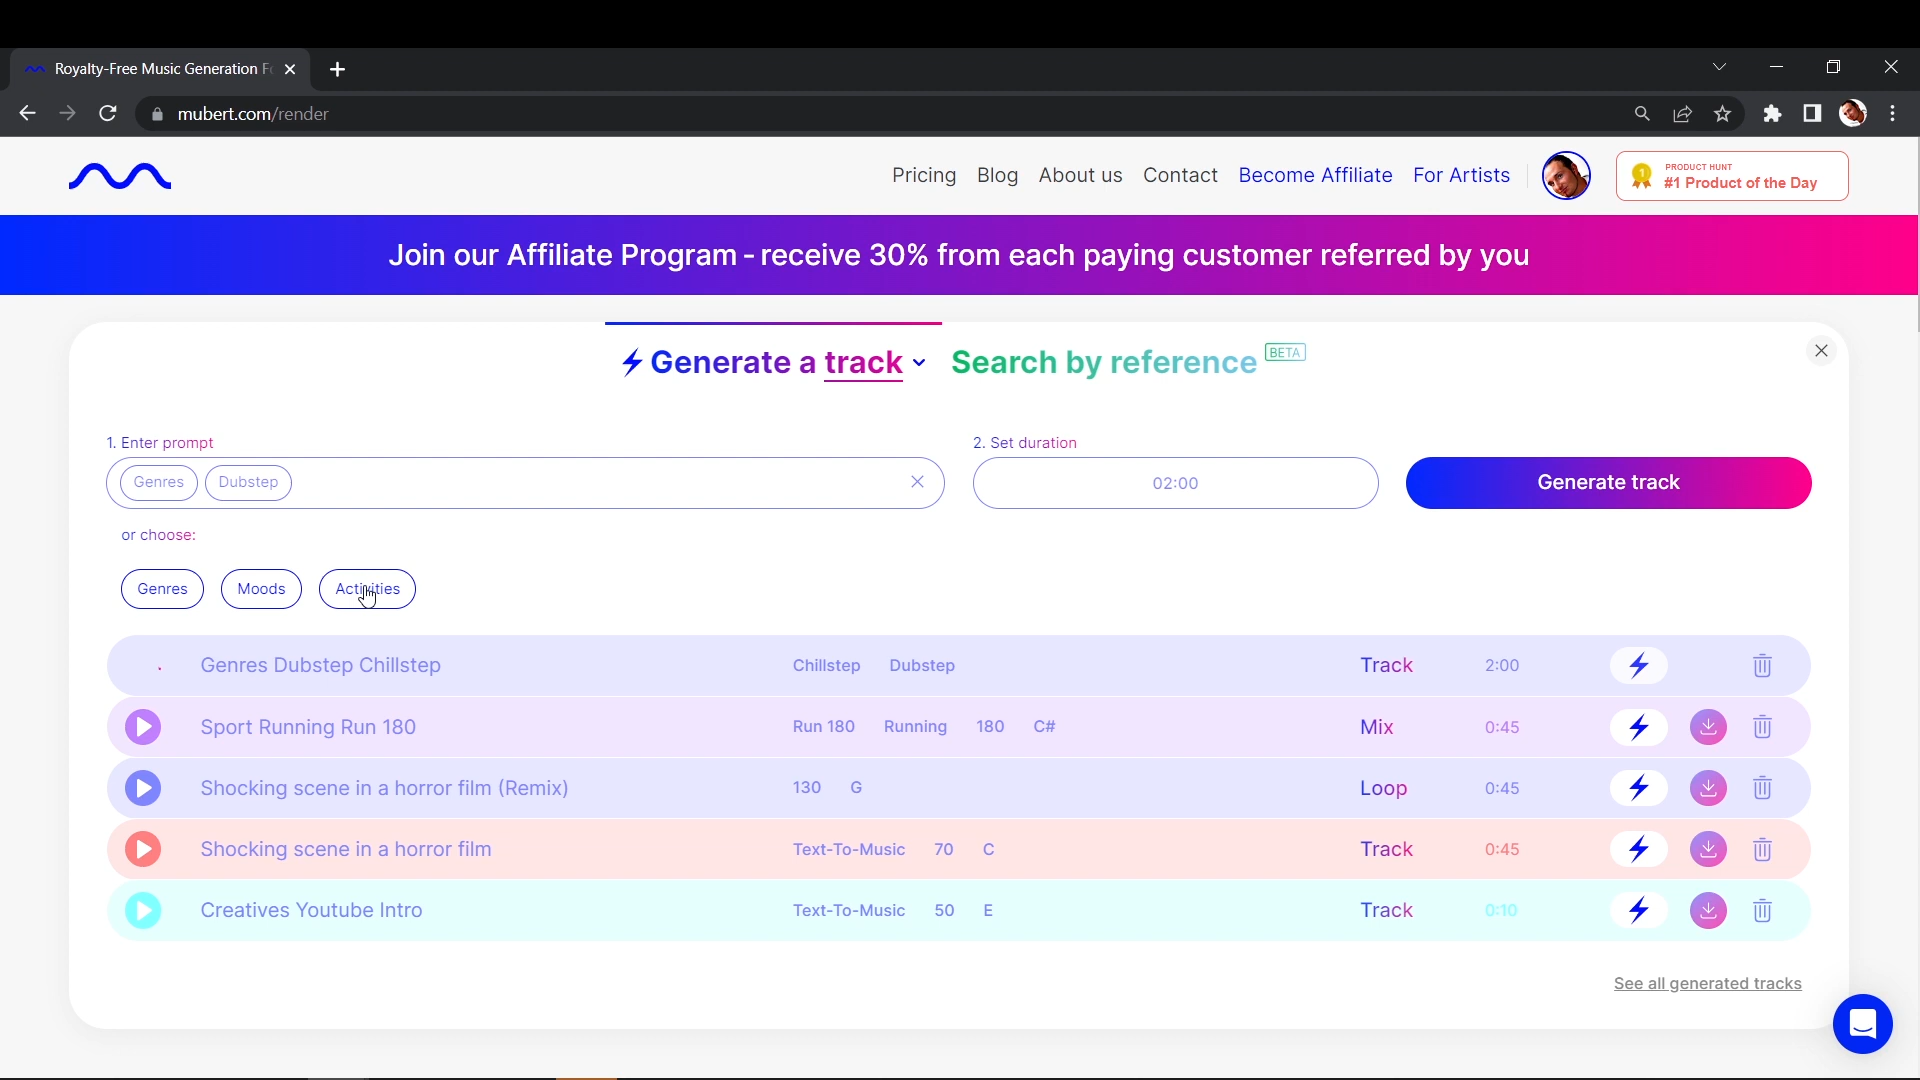 Royalty-Free Music Generation Fo
mubert.com/render
Pricing Blog About us Contact Become Affiliate For Artists
PRODUCT HUNT
#1 Product of the Day
Join our Affiliate Program - receive 30% from each paying customer referred by you
Generate a track Search by reference BETA
1. Enter prompt 2. Set duration
Genres Dubstep 02:00 Generate track
or choose:
Genres Moods Activities
Genres Dubstep Chillstep Chillstep Dubstep Track 2:00
Sport Running Run 180 Run 180 Running 180 C# Mix 0:45
Shocking scene in a horror film (Remix) 130 G Loop 0:45
Shocking scene in a horror film Text-To-Music 70 C Track 0:45
Creatives Youtube Intro Text-To-Music 50 E Track 0:10
See all generated tracks